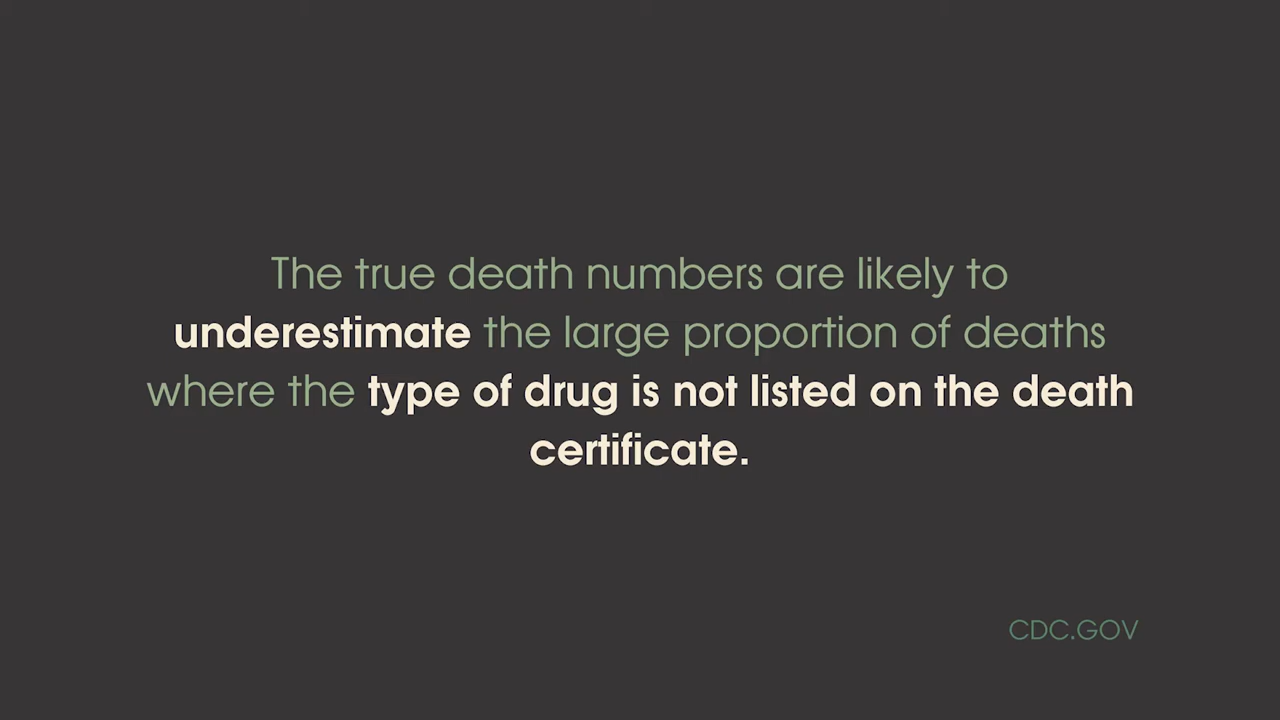 The true death numbers are likely to
underestimate the large proportion of deaths
where the type of drug is not listed on the death
certificate.
CDC.GOV